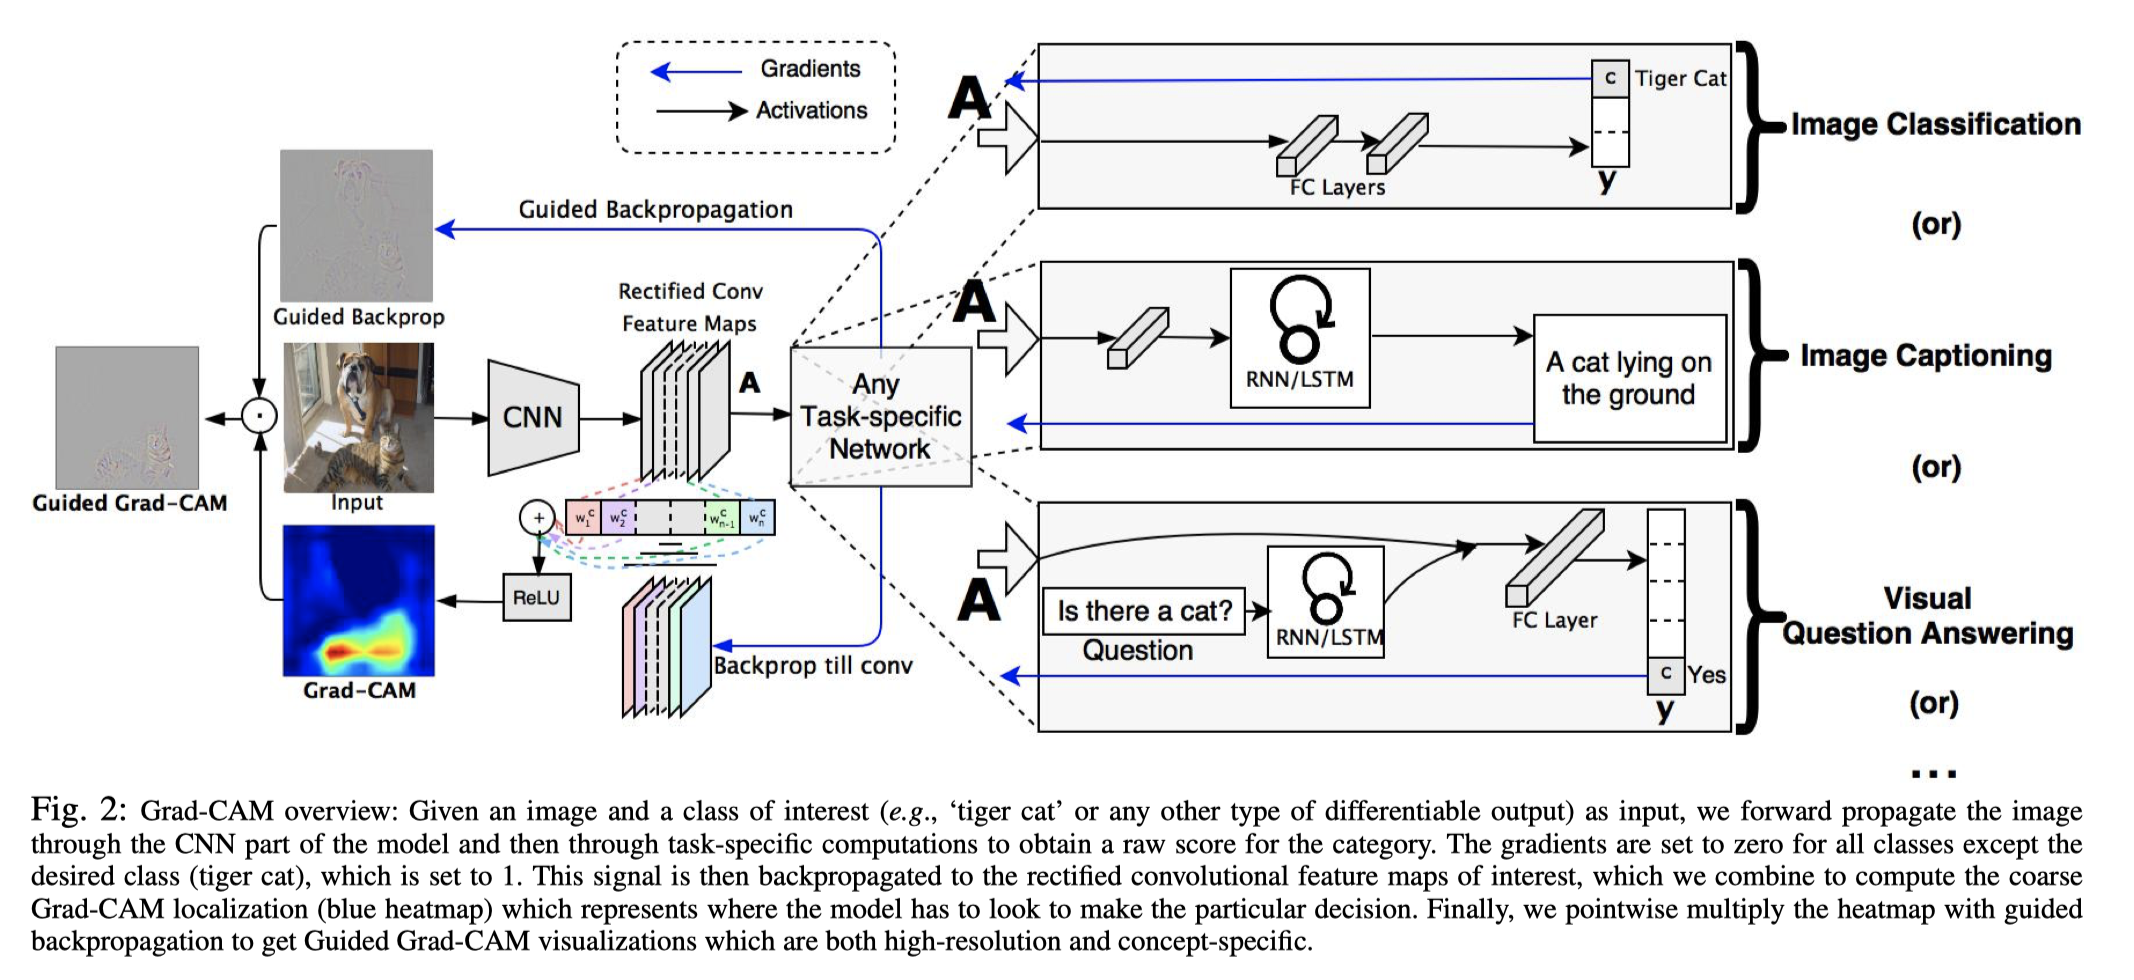 Gradients
Activations
A
c
Tiger Cat
FC Layers
y
Image Classification
(or)
Guided Backpropagation
Guided Backprop
Rectified Conv
Feature Maps
A
Any
Task-specific
Network
CNN
Input
Guided Grad-CAM
+
w1c w2c wn-1c wnc
=
ReLU
Grad-CAM
Backprop till conv
A
RNN/LSTM
A cat lying on
the ground
Image Captioning
(or)
A
Is there a cat?
Question
RNN/LSTM
FC Layer
c
Yes
y
Visual
Question Answering
(or)
...
Fig. 2: Grad-CAM overview: Given an image and a class of interest (e.g., ‘tiger cat’ or any other type of differentiable output) as input, we forward propagate the image
through the CNN part of the model and then through task-specific computations to obtain a raw score for the category. The gradients are set to zero for all classes except the
desired class (tiger cat), which is set to 1. This signal is then backpropagated to the rectified convolutional feature maps of interest, which we combine to compute the coarse
Grad-CAM localization (blue heatmap) which represents where the model has to look to make the particular decision. Finally, we pointwise multiply the heatmap with guided
backpropagation to get Guided Grad-CAM visualizations which are both high-resolution and concept-specific.